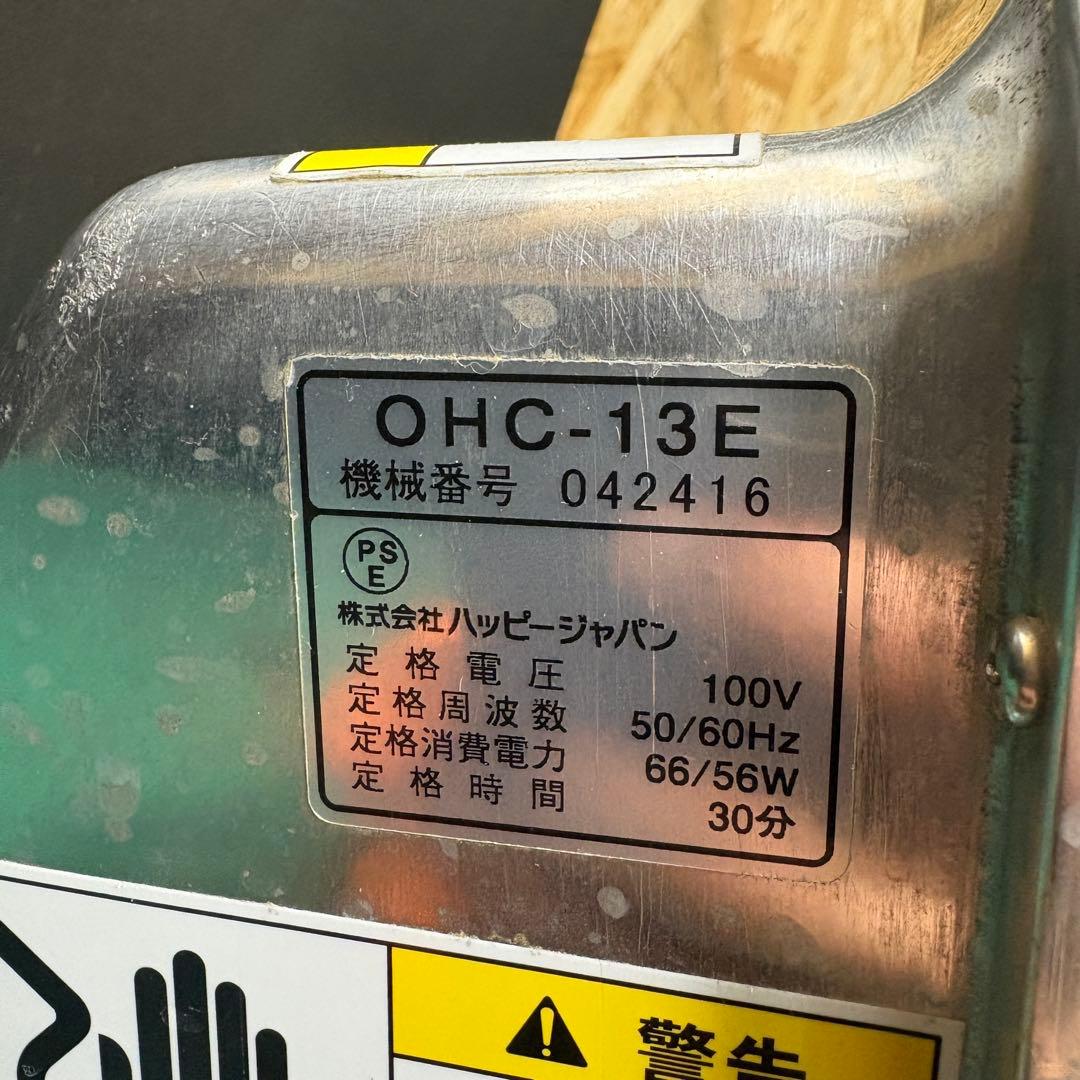 OHC-13E
機械番号 042416
PS
E
株式会社ハッピージャパン
定格電圧 100V
定格周波数 50/60Hz
定格消費電力 66/56W
定格時間 30分
警告